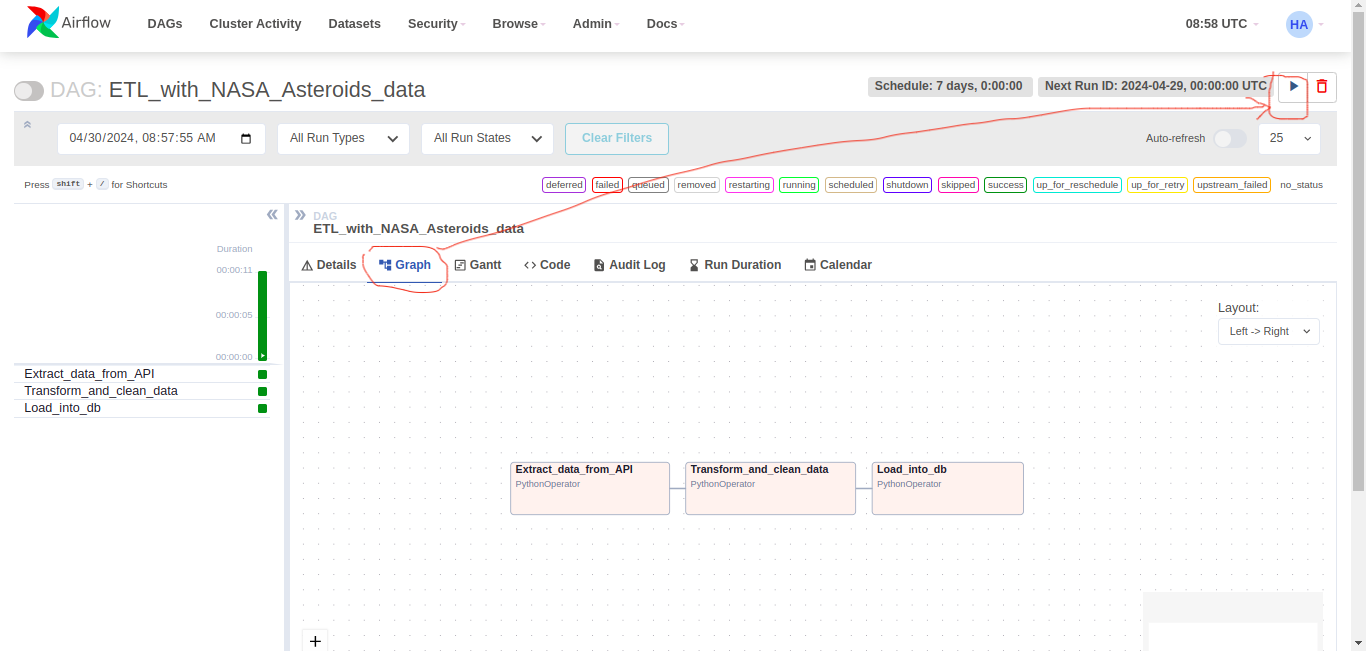 Airflow DAGs Cluster Activity Datasets Security Browse Admin Docs 08:58 UTC HA
DAG: ETL_with_NASA_Asteroids_data Schedule: 7 days, 0:00:00 Next Run ID: 2024-04-29, 00:00:00 UTC
04/30/2024, 08:57:55 AM All Run Types All Run States Clear Filters Auto-refresh 25
Press shift + / for Shortcuts deferred failed queued removed restarting running scheduled shutdown skipped success up_for_reschedule up_for_retry upstream_failed no_status
DAG
ETL_with_NASA_Asteroids_data
Duration
00:00:11
00:00:05
00:00:00
Extract_data_from_API
Transform_and_clean_data
Load_into_db
Details Graph Gantt Code Audit Log Run Duration Calendar
Layout:
Left -> Right
Extract_data_from_API Transform_and_clean_data Load_into_db
PythonOperator PythonOperator PythonOperator
+